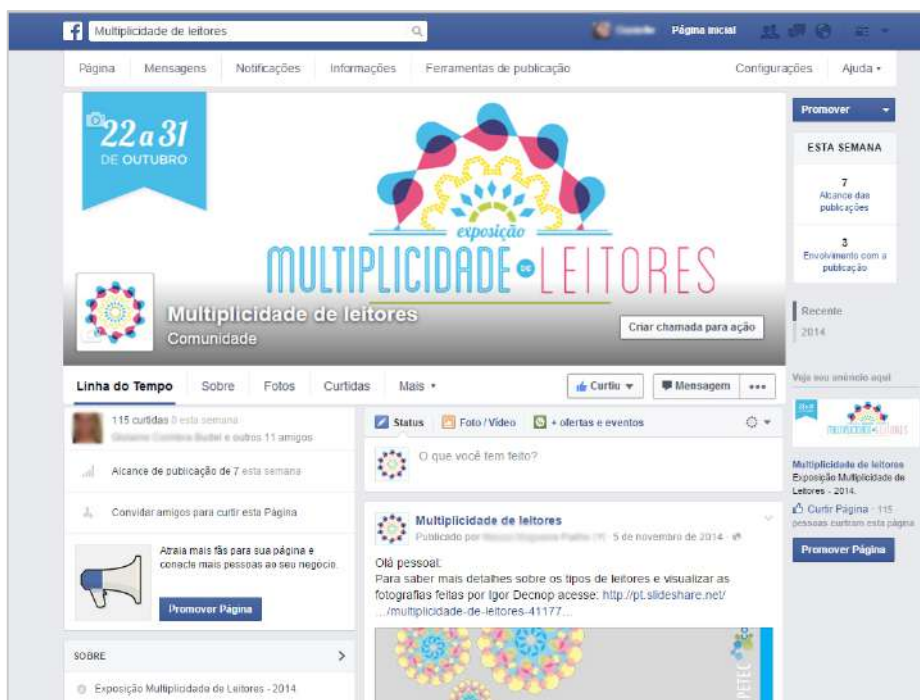 Multiplicidade de leitores
Página inicial
Página Mensagens Notificações Informações Ferramentas de publicação Configurações Ajuda
22 a 31
DE OUTUBRO
exposição
MULTIPLICIDADE DE LEITORES
Multiplicidade de leitores
Comunidade
Criar chamada para ação
Linha do Tempo Sobre Fotos Curtidas Mais
Curtiu Mensagem
Promover
ESTA SEMANA
7
Alcance das
publicações
3
Envolvimento com a
publicação
Recente
2014
Veja seu anúncio aqui
22 a 31
MULTIPLICIDADE DE LEITORES
Multiplicidade de leitores
Exposição Multiplicidade de
Leitores - 2014.
Curtir Página · 115
pessoas curtiram esta página
Promover Página
115 curtidas 0 esta semana
e outros 11 amigos
Alcance de publicação de 7 esta semana
Convidar amigos para curtir esta Página
Atraia mais fãs para sua página e
conecte mais pessoas ao seu negócio.
Promover Página
SOBRE
Exposição Multiplicidade de Leitores - 2014
Status Foto / Vídeo + ofertas e eventos
O que você tem feito?
Multiplicidade de leitores
Publicado por 5 de novembro de 2014
Olá pessoal:
Para saber mais detalhes sobre os tipos de leitores e visualizar as
fotografias feitas por Igor Decnop acesse: http://pt.slideshare.net/
…/multiplicidade-de-leitores-41177…
PETEC